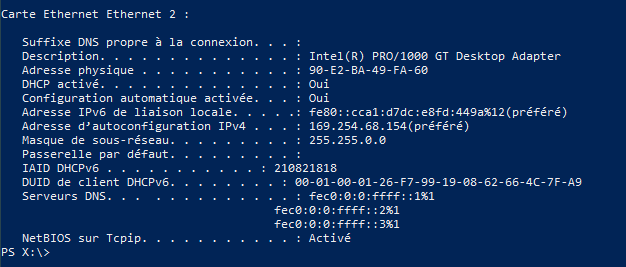 Carte Ethernet Ethernet 2 :
Suffixe DNS propre à la connexion. . . :
Description. . . . . . . . . . . . . . : Intel(R) PRO/1000 GT Desktop Adapter
Adresse physique . . . . . . . . . . . : 90-E2-BA-49-FA-60
DHCP activé. . . . . . . . . . . . . . : Oui
Configuration automatique activée. . . : Oui
Adresse IPv6 de liaison locale. . . . .: fe80::cca1:d7dc:e8fd:449a%12(préféré)
Adresse d’autoconfiguration IPv4 . . . : 169.254.68.154(préféré)
Masque de sous-réseau. . . . . . . . . : 255.255.0.0
Passerelle par défaut. . . . . . . . . :
IAID DHCPv6 . . . . . . . . . . . : 210821818
DUID de client DHCPv6. . . . . . . . : 00-01-00-01-26-F7-99-19-08-62-66-4C-7F-A9
Serveurs DNS. . . . . . . . . . . . . : fec0:0:0:ffff::1%1
fec0:0:0:ffff::2%1
fec0:0:0:ffff::3%1
NetBIOS sur Tcpip. . . . . . . . . . . : Activé
PS X:\>